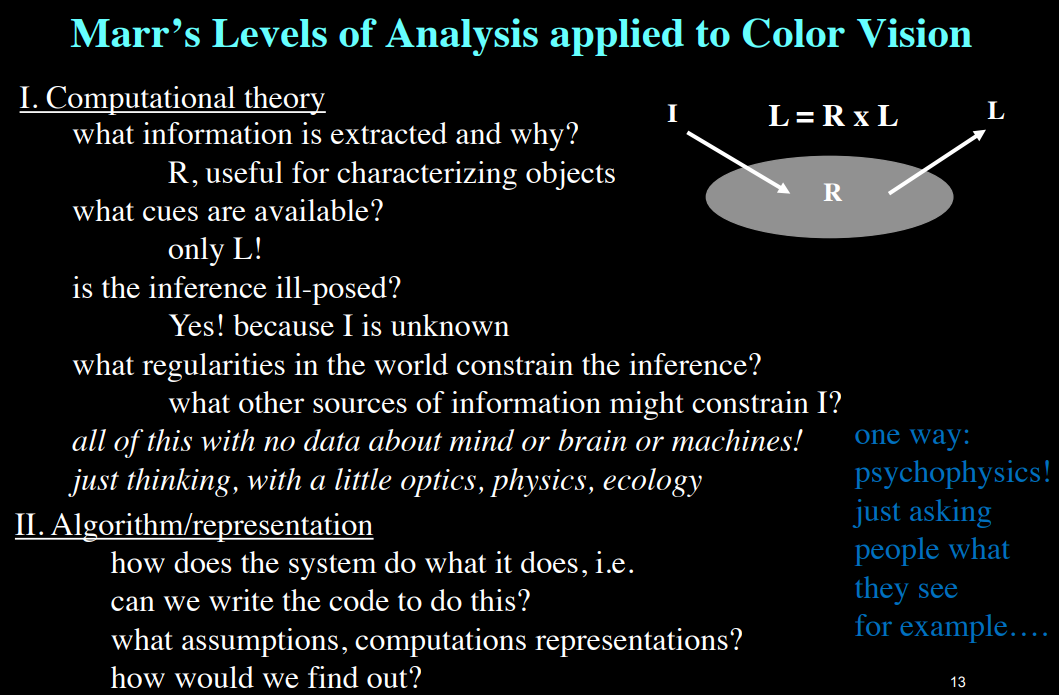 Marr's Levels of Analysis applied to Color Vision
I. Computational theory
what information is extracted and why?
R, useful for characterizing objects
what cues are available?
only L!
is the inference ill-posed?
Yes! because I is unknown
what regularities in the world constrain the inference?
what other sources of information might constrain I?
all of this with no data about mind or brain or machines!
just thinking, with a little optics, physics, ecology
I
L = R x L
L
R
II. Algorithm/representation
how does the system do what it does, i.e.
can we write the code to do this?
what assumptions, computations representations?
how would we find out?
one way:
psychophysics!
just asking
people what
they see
for example….
13